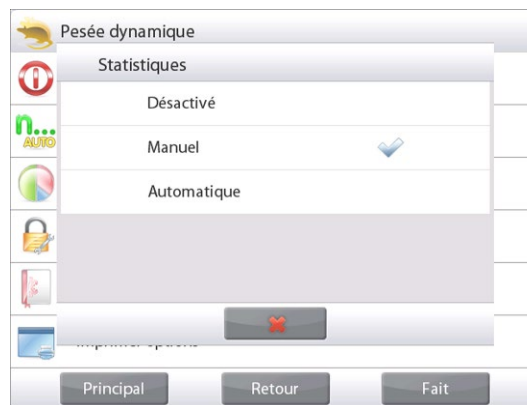 Pesée dynamique
Statistiques
Désactivé
n...
AUTO
Manuel
Automatique
Principal
Retour
Fait